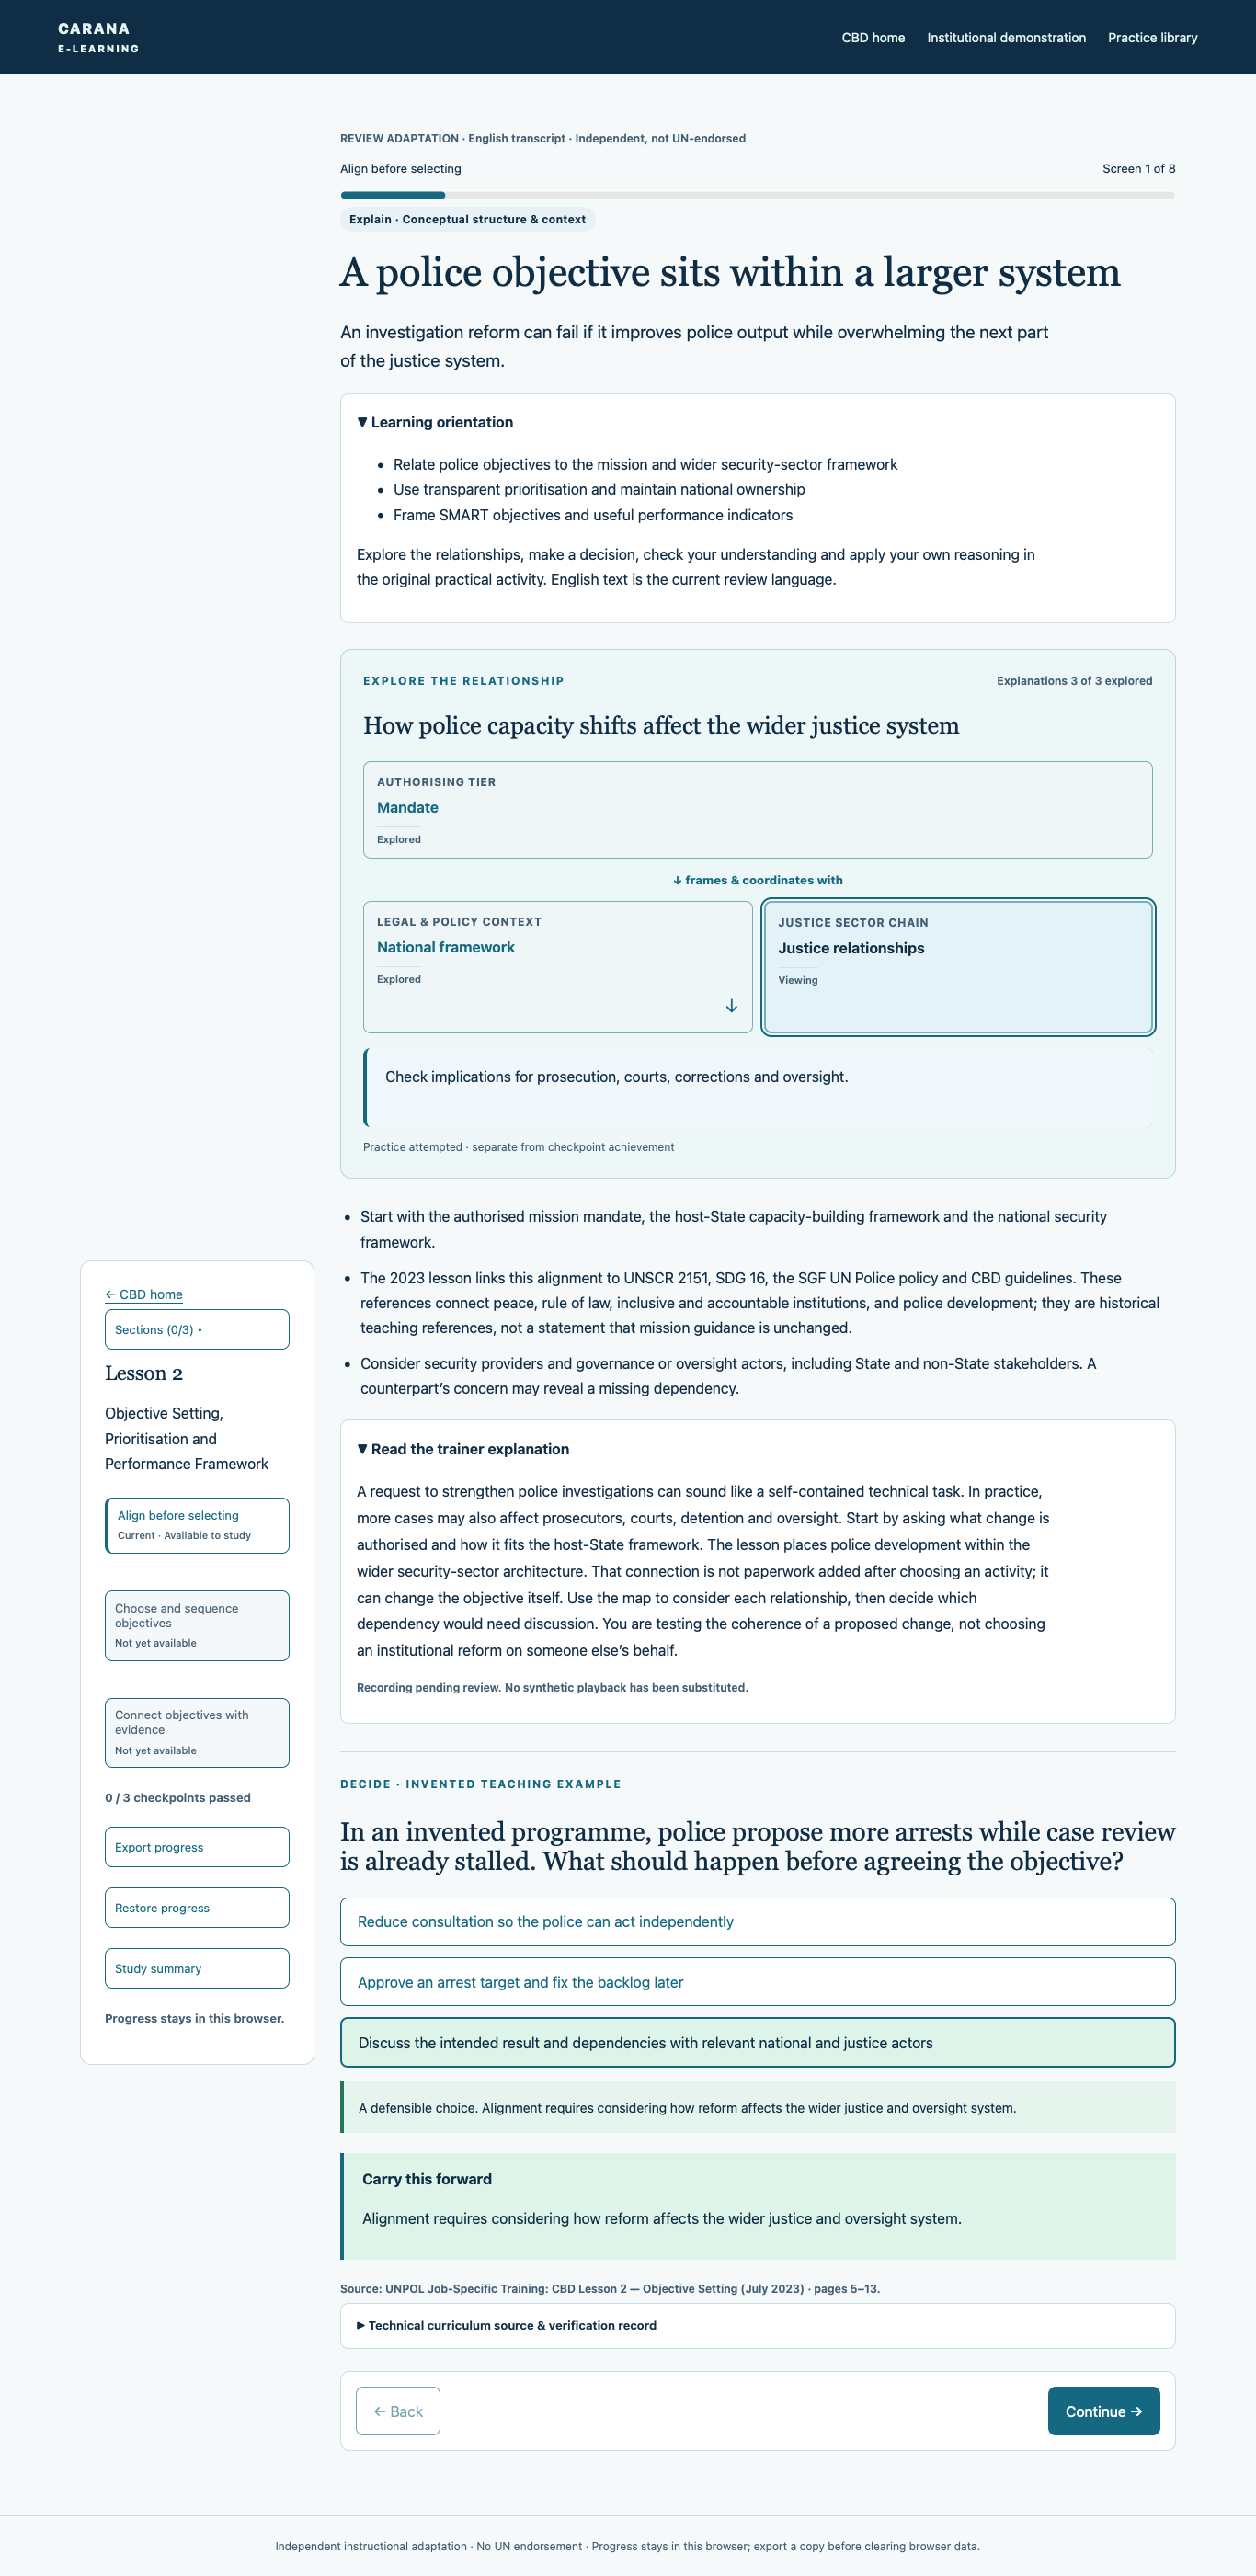 CARANA
E-LEARNING
CBD home
Institutional demonstration
Practice library
REVIEW ADAPTATION · English transcript · Independent, not UN-endorsed
Align before selecting
Screen 1 of 8
Explain · Conceptual structure & context
A police objective sits within a larger system
An investigation reform can fail if it improves police output while overwhelming the next part
of the justice system.
▼ Learning orientation
• Relate police objectives to the mission and wider security-sector framework
• Use transparent prioritisation and maintain national ownership
• Frame SMART objectives and useful performance indicators
Explore the relationships, make a decision, check your understanding and apply your own reasoning in
the original practical activity. English text is the current review language.
EXPLORE THE RELATIONSHIP
Explanations 3 of 3 explored
How police capacity shifts affect the wider justice system
AUTHORISING TIER
Mandate
Explored
↓ frames & coordinates with
LEGAL & POLICY CONTEXT
National framework
Explored
↓
JUSTICE SECTOR CHAIN
Justice relationships
Viewing
Check implications for prosecution, courts, corrections and oversight.
Practice attempted · separate from checkpoint achievement
• Start with the authorised mission mandate, the host-State capacity-building framework and the national security
framework.
• The 2023 lesson links this alignment to UNSCR 2151, SDG 16, the SGF UN Police policy and CBD guidelines. These
references connect peace, rule of law, inclusive and accountable institutions, and police development; they are historical
teaching references, not a statement that mission guidance is unchanged.
• Consider security providers and governance or oversight actors, including State and non-State stakeholders. A
counterpart’s concern may reveal a missing dependency.
▼ Read the trainer explanation
A request to strengthen police investigations can sound like a self-contained technical task. In practice,
more cases may also affect prosecutors, courts, detention and oversight. Start by asking what change is
authorised and how it fits the host-State framework. The lesson places police development within the
wider security-sector architecture. That connection is not paperwork added after choosing an activity; it
can change the objective itself. Use the map to consider each relationship, then decide which
dependency would need discussion. You are testing the coherence of a proposed change, not choosing
an institutional reform on someone else’s behalf.
Recording pending review. No synthetic playback has been substituted.
← CBD home
Sections (0/3) ▾
Lesson 2
Objective Setting,
Prioritisation and
Performance Framework
Align before selecting
Current · Available to study
Choose and sequence
objectives
Not yet available
Connect objectives with
evidence
Not yet available
0 / 3 checkpoints passed
Export progress
Restore progress
Study summary
Progress stays in this browser.
DECIDE · INVENTED TEACHING EXAMPLE
In an invented programme, police propose more arrests while case review
is already stalled. What should happen before agreeing the objective?
Reduce consultation so the police can act independently
Approve an arrest target and fix the backlog later
Discuss the intended result and dependencies with relevant national and justice actors
A defensible choice. Alignment requires considering how reform affects the wider justice and oversight system.
Carry this forward
Alignment requires considering how reform affects the wider justice and oversight system.
Source: UNPOL Job-Specific Training: CBD Lesson 2 — Objective Setting (July 2023) · pages 5–13.
▶ Technical curriculum source & verification record
← Back
Continue →
Independent instructional adaptation · No UN endorsement · Progress stays in this browser; export a copy before clearing browser data.